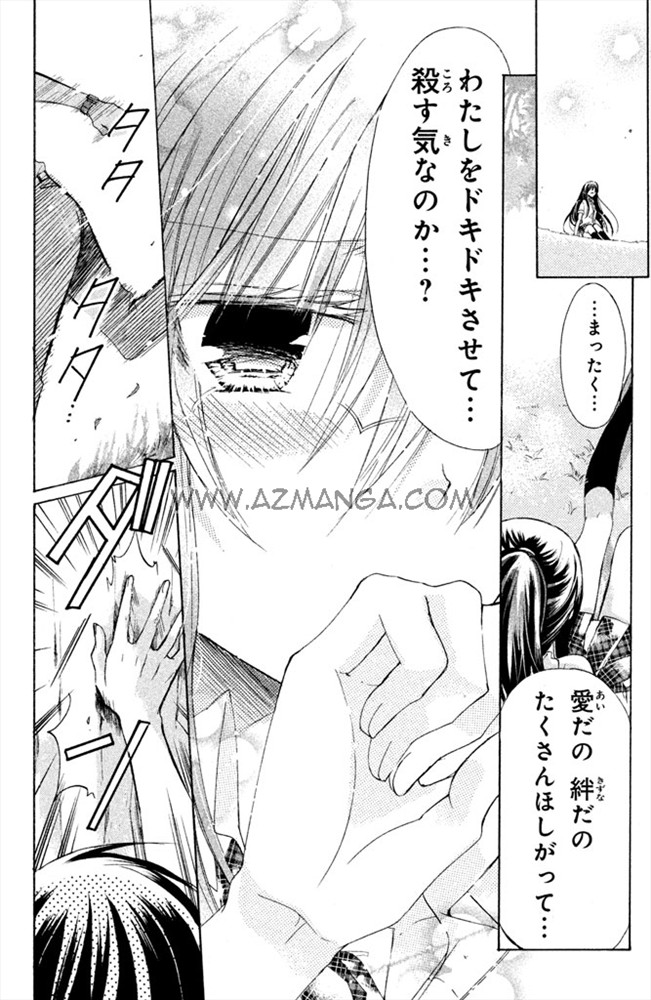 …まったく…
愛だの 絆だの
たくさんほしがって…
わたしをドキドキさせて…
殺す気なのか…?
タタ…
タタ…
ダンッ
WWW.AZMANGA.COM